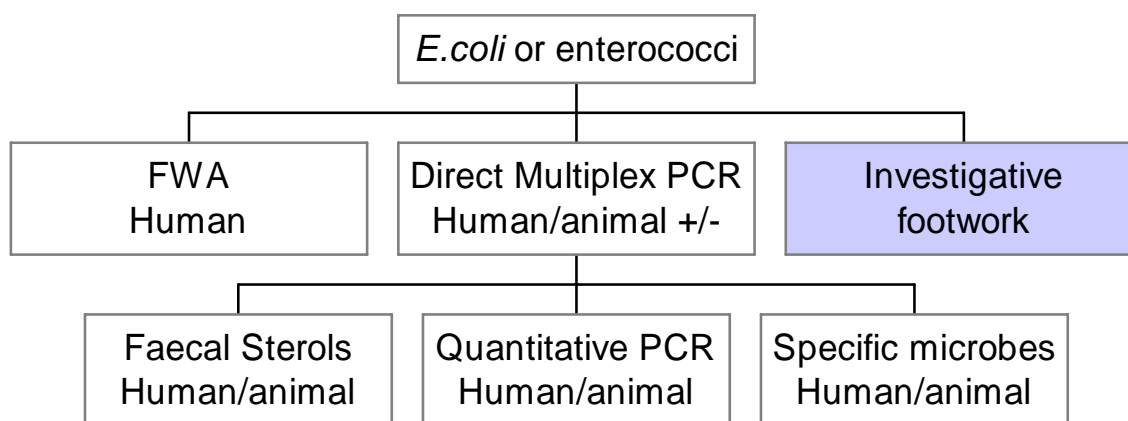 E.coli or enterococci
FWA
Human
Direct Multiplex PCR
Human/animal +/-
Investigative
footwork
Faecal Sterols
Human/animal
Quantitative PCR
Human/animal
Specific microbes
Human/animal